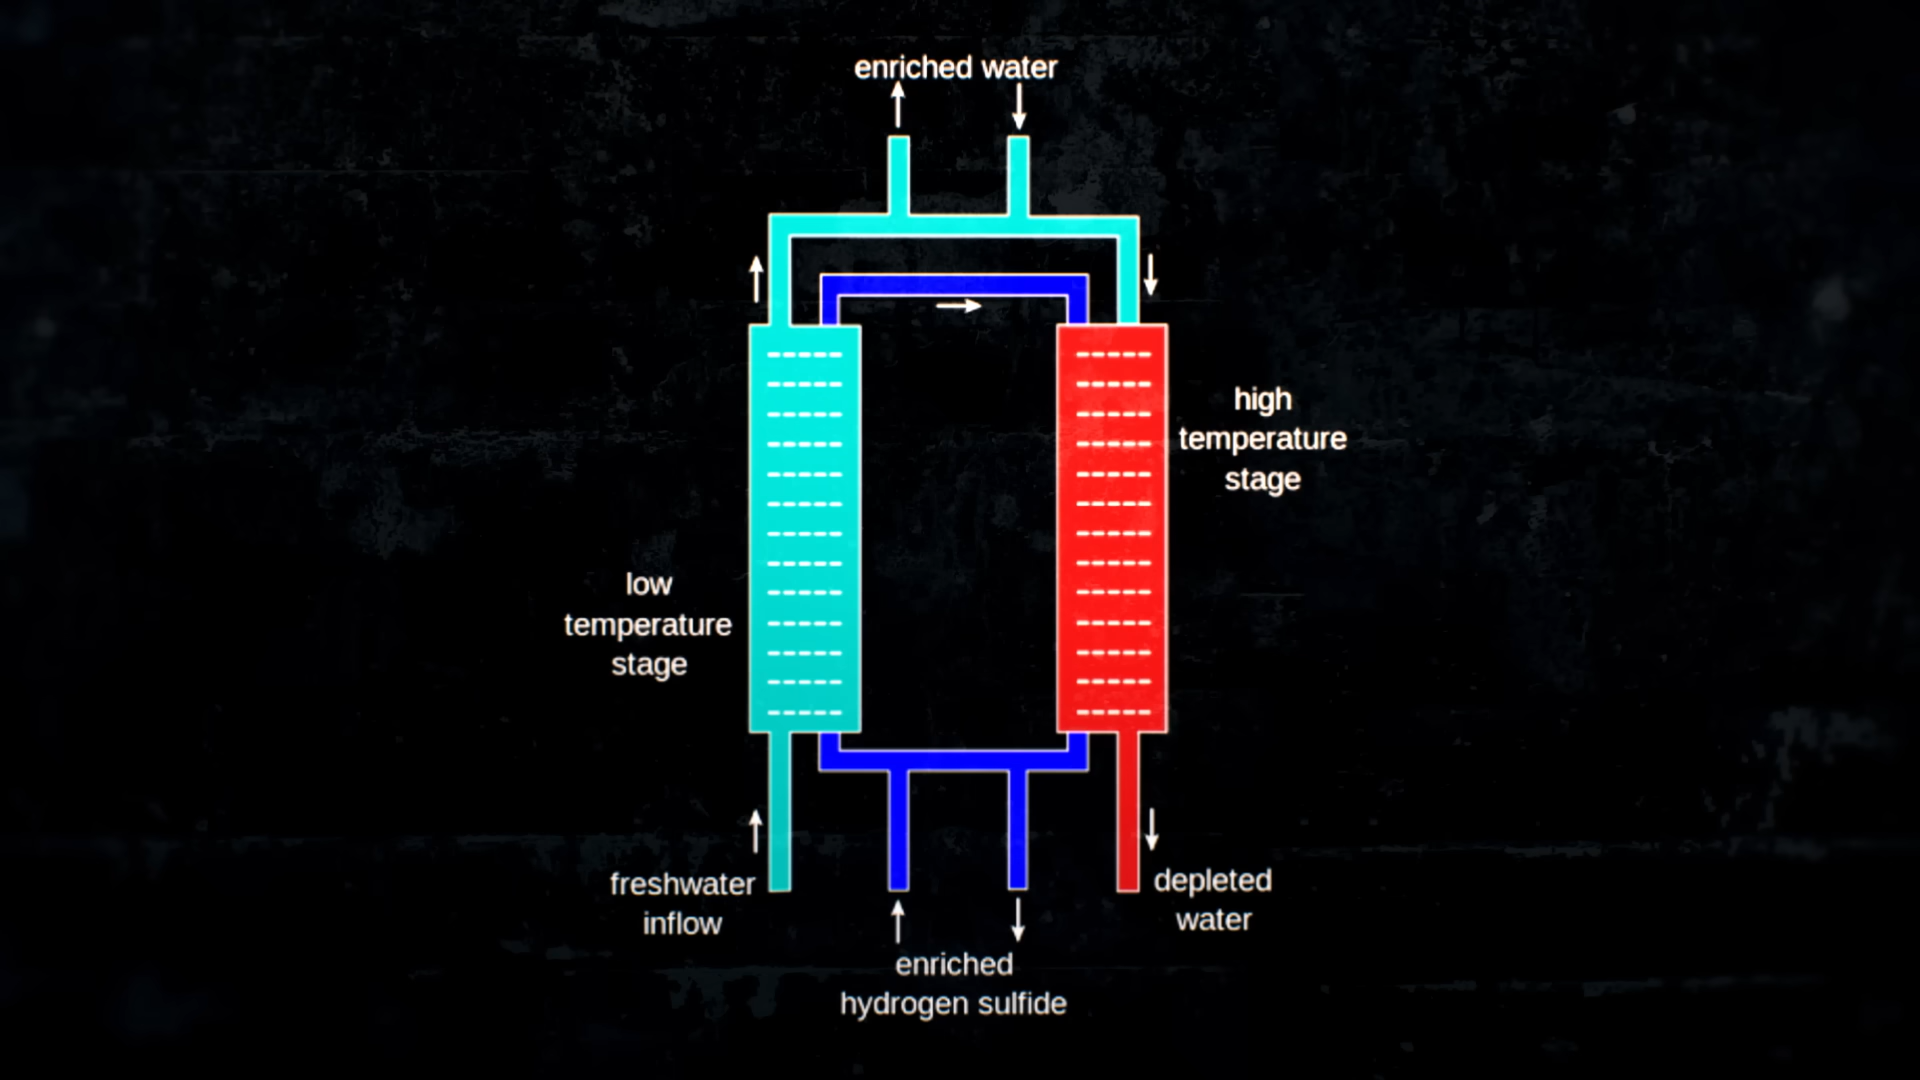 enriched water
high
temperature
stage
low
temperature
stage
freshwater
inflow
depleted
water
enriched
hydrogen sulfide